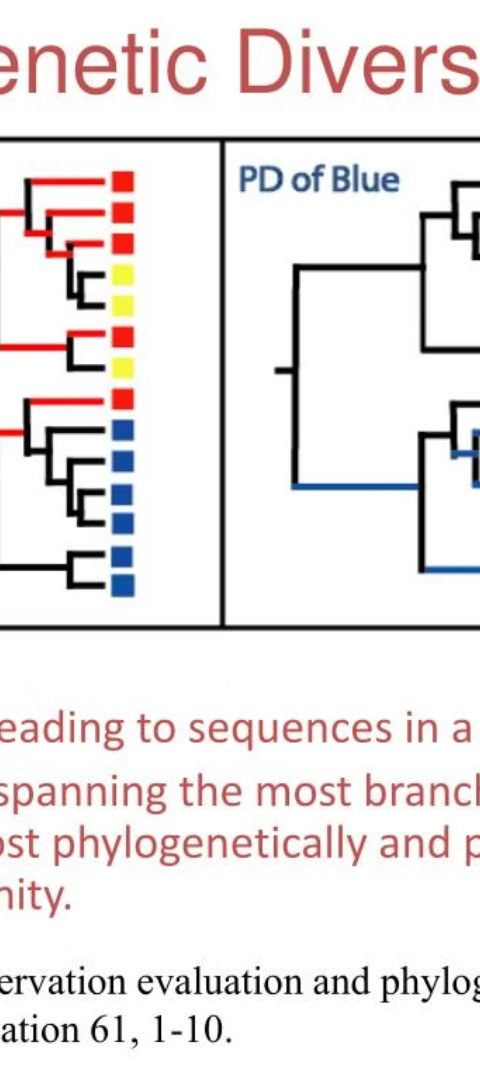 enetic Divers
PD of Blue
eading to sequences in a
spanning the most branch
ost phylogenetically and p
nity.
ervation evaluation and phylog
ation 61, 1-10.